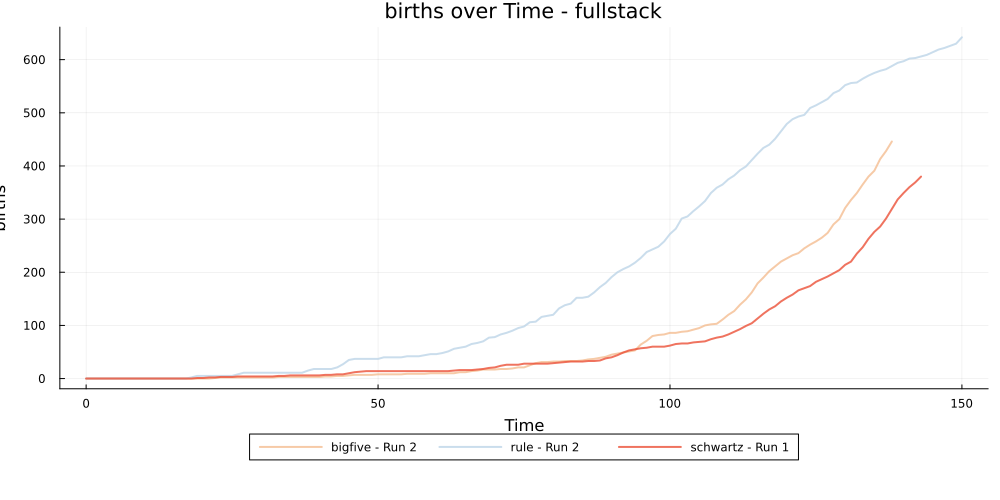 births over Time - fullstack
births
600
500
400
300
200
100
0
0 50 100 150
Time
bigfive - Run 2 rule - Run 2 schwartz - Run 1